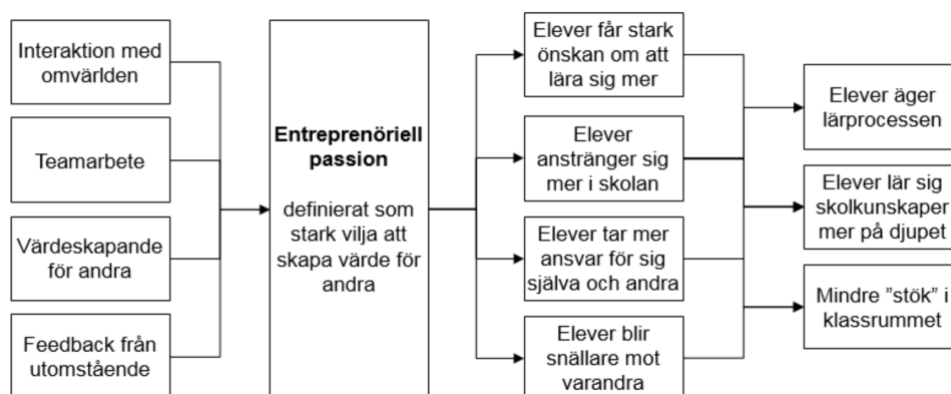 Interaktion med
omvärlden
Teamarbete
Värdeskapande
för andra
Feedback från
utomstående
Entreprenöriell
passion
definierat som
stark vilja att
skapa värde för
andra
Elever får stark
önskan om att
lära sig mer
Elever
anstränger sig
mer i skolan
Elever tar mer
ansvar för sig
själva och andra
Elever blir
snällare mot
varandra
Elever äger
lärprocessen
Elever lär sig
skolkunskaper
mer på djupet
Mindre ”stök” i
klassrummet